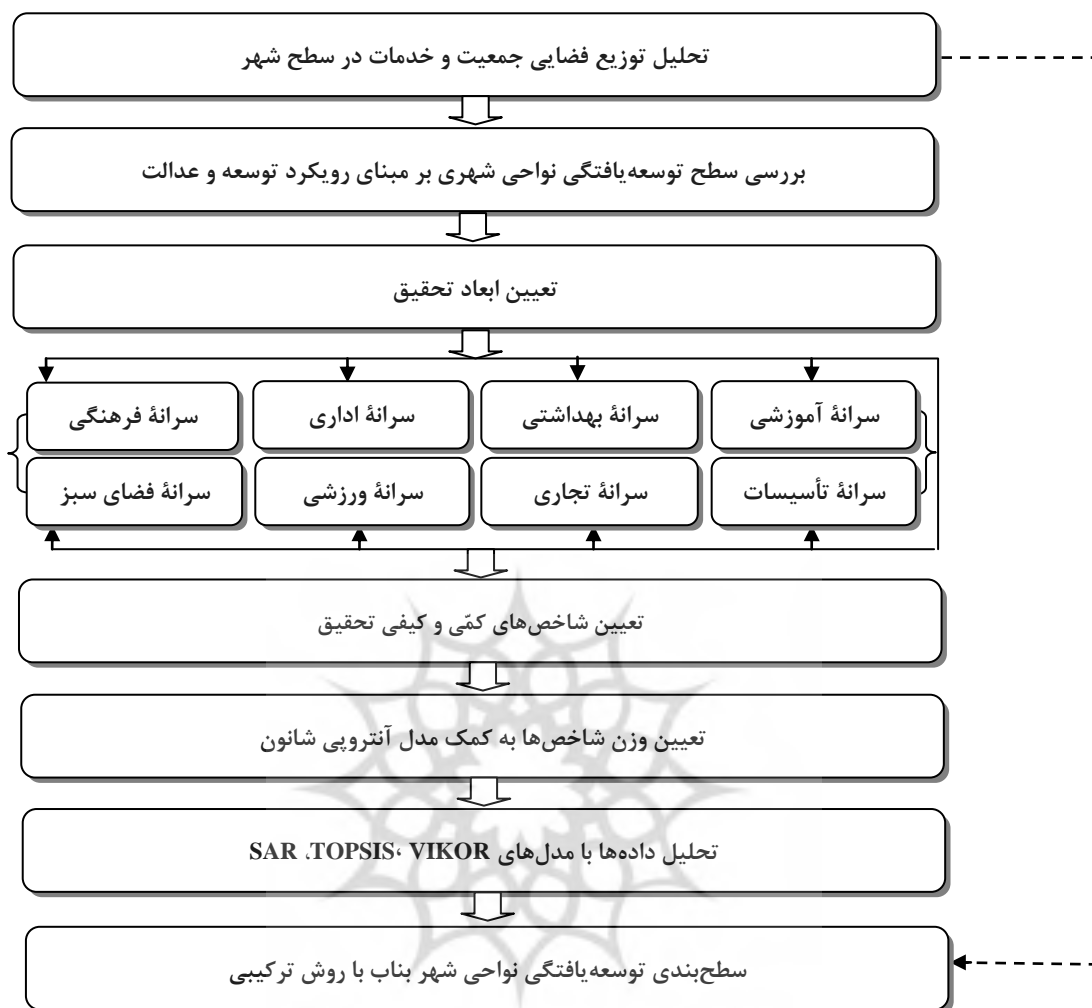 تحلیل توزیع فضایی جمعیت و خدمات در سطح شهر
بررسی سطح توسعه‌یافتگی نواحی شهری بر مبنای رویکرد توسعه و عدالت
تعیین ابعاد تحقیق
سرانهٔ آموزشی
سرانهٔ بهداشتی
سرانهٔ اداری
سرانهٔ فرهنگی
سرانهٔ تأسیسات
سرانهٔ تجاری
سرانهٔ ورزشی
سرانهٔ فضای سبز
تعیین شاخص‌های کمّی و کیفی تحقیق
تعیین وزن شاخص‌ها به کمک مدل آنتروپی شانون
تحلیل داده‌ها با مدل‌های SAR ،TOPSIS، VIKOR
سطح‌بندی توسعه‌یافتگی نواحی شهر بناب با روش ترکیبی